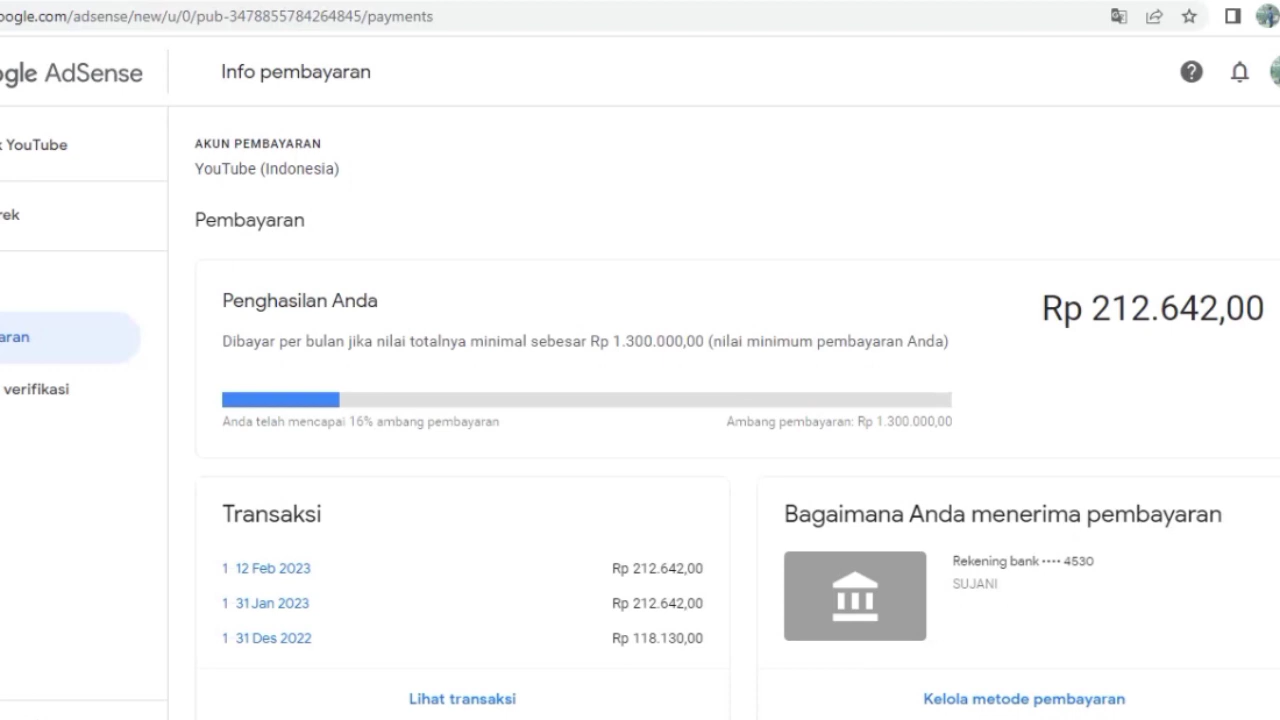 oogle.com/adsense/new/u/0/pub-3478855784264845/payments
ogle AdSense
Info pembayaran
YouTube
rek
aran
verifikasi
AKUN PEMBAYARAN
YouTube (Indonesia)
Pembayaran
Penghasilan Anda
Rp 212.642,00
Dibayar per bulan jika nilai totalnya minimal sebesar Rp 1.300.000,00 (nilai minimum pembayaran Anda)
Anda telah mencapai 16% ambang pembayaran
Ambang pembayaran: Rp 1.300.000,00
Transaksi
1 12 Feb 2023 Rp 212.642,00
1 31 Jan 2023 Rp 212.642,00
1 31 Des 2022 Rp 118.130,00
Lihat transaksi
Bagaimana Anda menerima pembayaran
Rekening bank •••• 4530
SUJANI
Kelola metode pembayaran